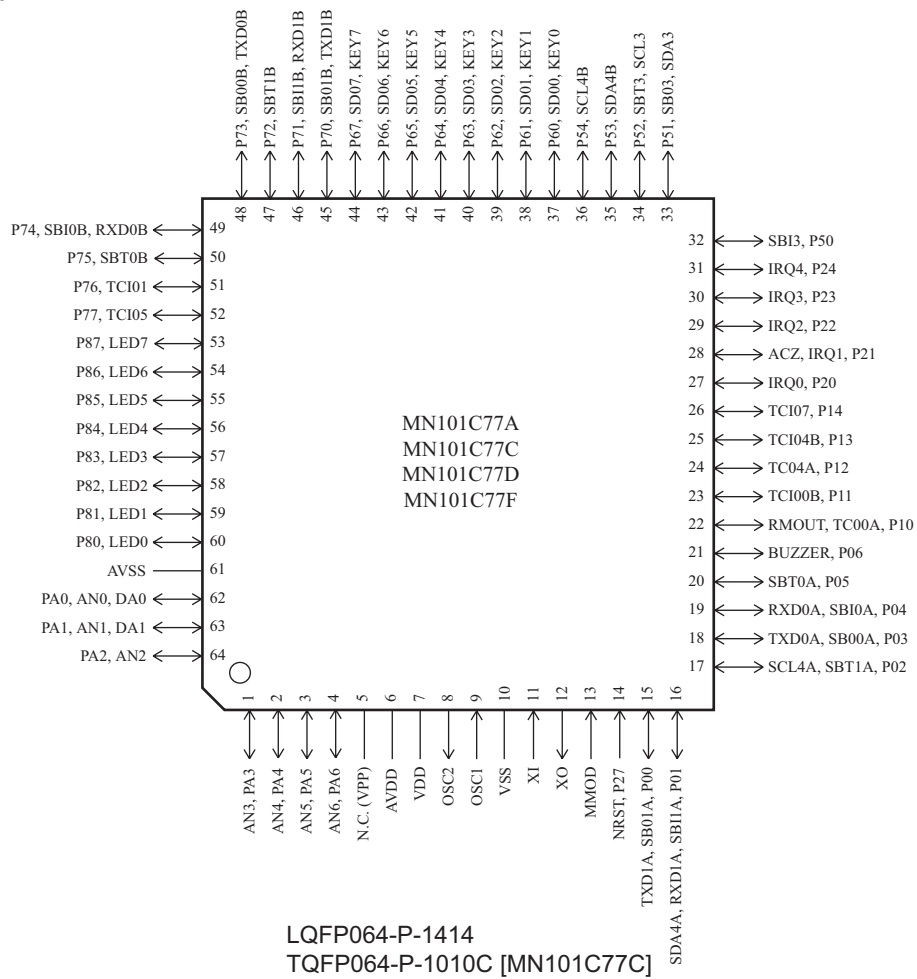 P73, SB00B, TXD0B
P72, SBT1B
P71, SBI1B, RXD1B
P70, SB01B, TXD1B
P67, SD07, KEY7
P66, SD06, KEY6
P65, SD05, KEY5
P64, SD04, KEY4
P63, SD03, KEY3
P62, SD02, KEY2
P61, SD01, KEY1
P60, SD00, KEY0
P54, SCL4B
P53, SDA4B
P52, SBT3, SCL3
P51, SB03, SDA3
48 47 46 45 44 43 42 41 40 39 38 37 36 35 34 33
P74, SBI0B, RXD0B 49
P75, SBT0B 50
P76, TCI01 51
P77, TCI05 52
P87, LED7 53
P86, LED6 54
P85, LED5 55
P84, LED4 56
P83, LED3 57
P82, LED2 58
P81, LED1 59
P80, LED0 60
AVSS 61
PA0, AN0, DA0 62
PA1, AN1, DA1 63
PA2, AN2 64
MN101C77A
MN101C77C
MN101C77D
MN101C77F
32 SBI3, P50
31 IRQ4, P24
30 IRQ3, P23
29 IRQ2, P22
28 ACZ, IRQ1, P21
27 IRQ0, P20
26 TCI07, P14
25 TCI04B, P13
24 TC04A, P12
23 TCI00B, P11
22 RMOUT, TC00A, P10
21 BUZZER, P06
20 SBT0A, P05
19 RXD0A, SBI0A, P04
18 TXD0A, SB00A, P03
17 SCL4A, SBT1A, P02
1 2 3 4 5 6 7 8 9 10 11 12 13 14 15 16
AN3, PA3
AN4, PA4
AN5, PA5
AN6, PA6
N.C. (VPP)
AVDD
VDD
OSC2
OSC1
VSS
XI
XO
MMOD
NRST, P27
TXD1A, SB01A, P00
SDA4A, RXD1A, SBI1A, P01
LQFP064-P-1414
TQFP064-P-1010C [MN101C77C]